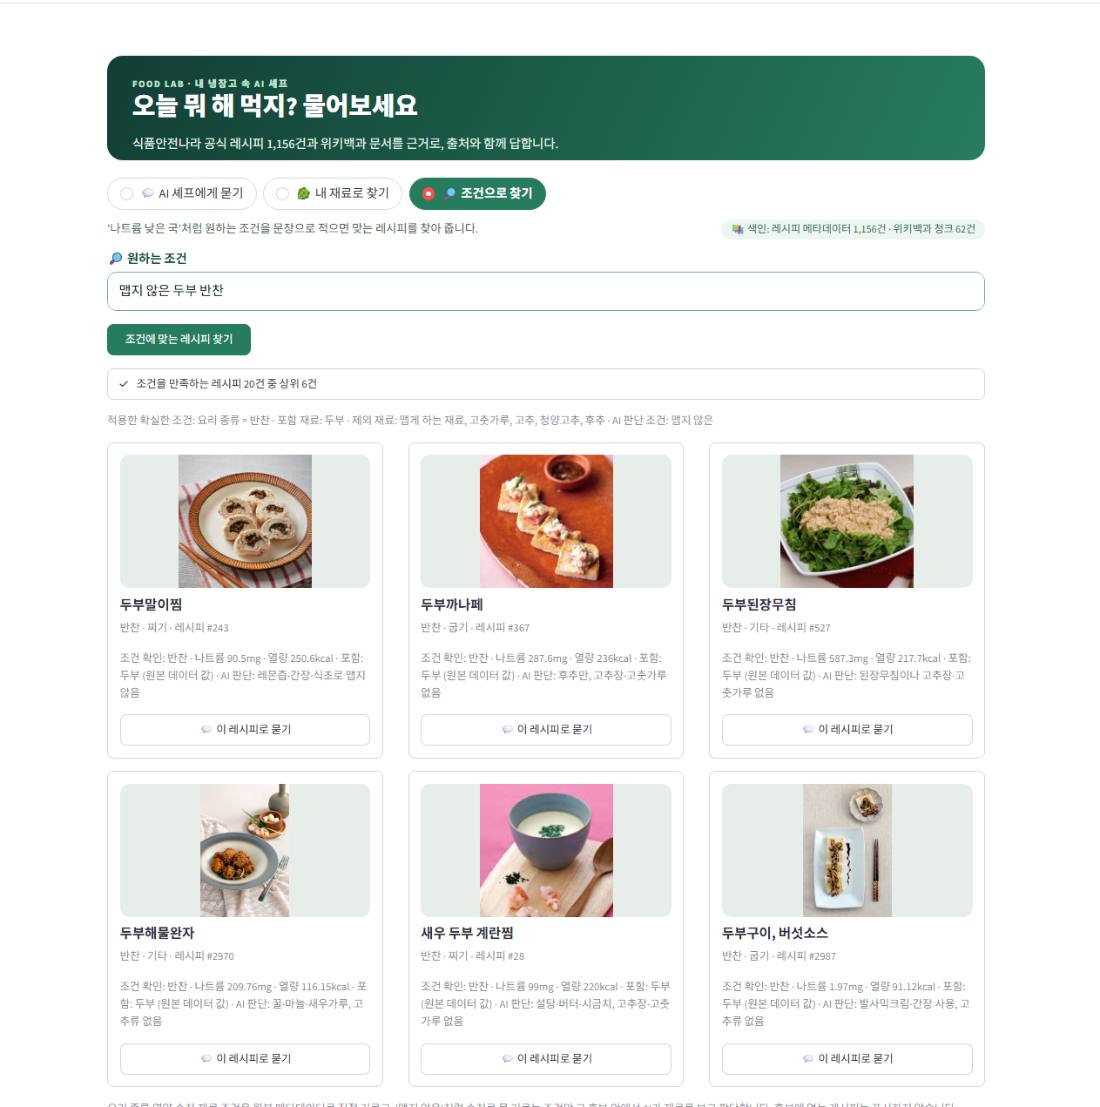 FOOD LAB · 내 냉장고 속 AI 셰프
오늘 뭐 해 먹지? 물어보세요
식품안전나라 공식 레시피 1,156건과 위키백과 문서를 근거로, 출처와 함께 답합니다.
AI 셰프에게 묻기
내 재료로 찾기
조건으로 찾기
'나트륨 낮은 국'처럼 원하는 조건을 문장으로 적으면 맞는 레시피를 찾아 줍니다.
색인: 레시피 메타데이터 1,156건 · 위키백과 청크 62건
원하는 조건
맵지 않은 두부 반찬
조건에 맞는 레시피 찾기
조건을 만족하는 레시피 20건 중 상위 6건
적용한 확실한 조건: 요리 종류 = 반찬 · 포함 재료: 두부 · 제외 재료: 맵게 하는 재료, 고춧가루, 고추, 청양고추, 후추 · AI 판단 조건: 맵지 않은
두부말이찜
반찬 · 찌기 · 레시피 #243
조건 확인: 반찬 · 나트륨 90.5mg · 열량 250.6kcal · 포함:
두부 (원본 데이터 값) · AI 판단: 레몬즙·간장·식초로 맵지
않음
이 레시피로 묻기
두부까나페
반찬 · 굽기 · 레시피 #367
조건 확인: 반찬 · 나트륨 287.6mg · 열량 236kcal · 포함:
두부 (원본 데이터 값) · AI 판단: 후추만, 고추장·고춧가루
없음
이 레시피로 묻기
두부된장무침
반찬 · 기타 · 레시피 #527
조건 확인: 반찬 · 나트륨 587.3mg · 열량 217.7kcal · 포함:
두부 (원본 데이터 값) · AI 판단: 된장무침이나 고추장·고
춧가루 없음
이 레시피로 묻기
두부해물완자
반찬 · 기타 · 레시피 #2970
조건 확인: 반찬 · 나트륨 209.76mg · 열량 116.15kcal · 포
함: 두부 (원본 데이터 값) · AI 판단: 꿀·마늘·새우가루, 고
추류 없음
이 레시피로 묻기
새우 두부 계란찜
반찬 · 찌기 · 레시피 #28
조건 확인: 반찬 · 나트륨 99mg · 열량 220kcal · 포함: 두부
(원본 데이터 값) · AI 판단: 설탕·버터·시금치, 고추장·고춧
가루 없음
이 레시피로 묻기
두부구이, 버섯소스
반찬 · 굽기 · 레시피 #2987
조건 확인: 반찬 · 나트륨 1.97mg · 열량 91.12kcal · 포함:
두부 (원본 데이터 값) · AI 판단: 발사믹크림·간장 사용, 고
추류 없음
이 레시피로 묻기